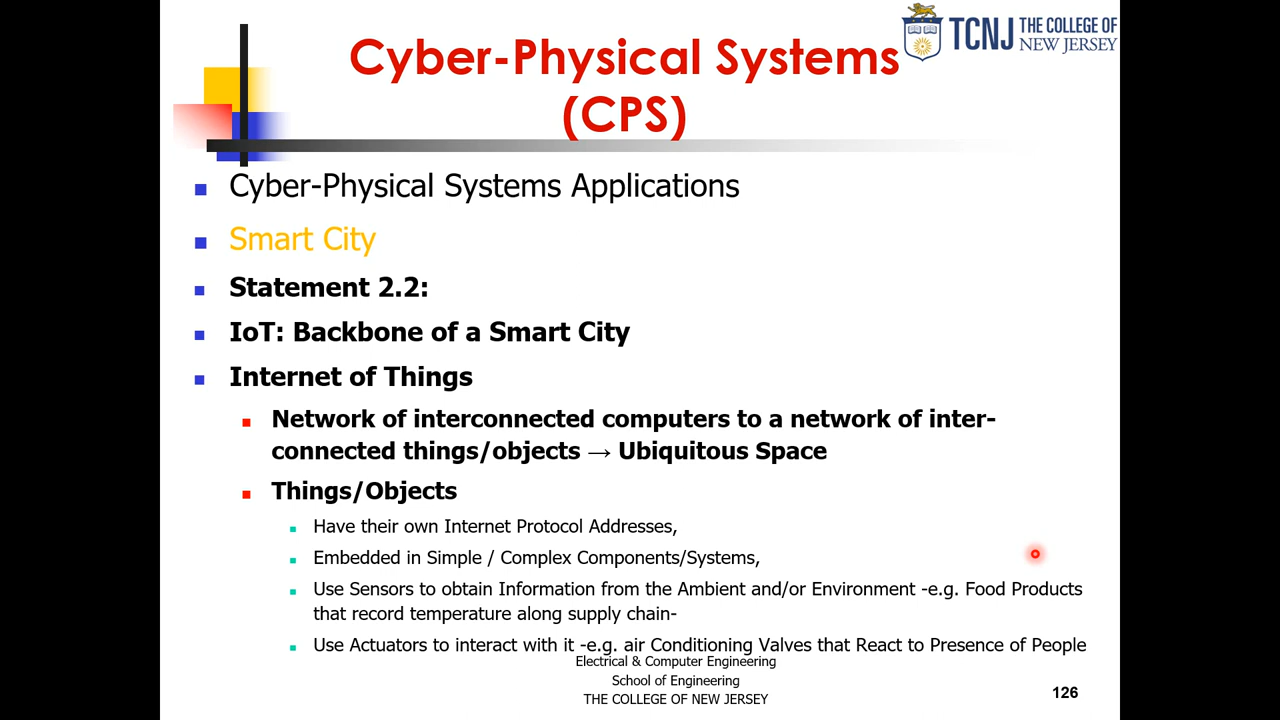 TCNJ THE COLLEGE OF
NEW JERSEY
Cyber-Physical Systems
(CPS)
Cyber-Physical Systems Applications
Smart City
Statement 2.2:
IoT: Backbone of a Smart City
Internet of Things
Network of interconnected computers to a network of inter-
connected things/objects → Ubiquitous Space
Things/Objects
Have their own Internet Protocol Addresses,
Embedded in Simple / Complex Components/Systems,
Use Sensors to obtain Information from the Ambient and/or Environment -e.g. Food Products
that record temperature along supply chain-
Use Actuators to interact with it -e.g. air Conditioning Valves that React to Presence of People
Electrical & Computer Engineering
School of Engineering
THE COLLEGE OF NEW JERSEY
126